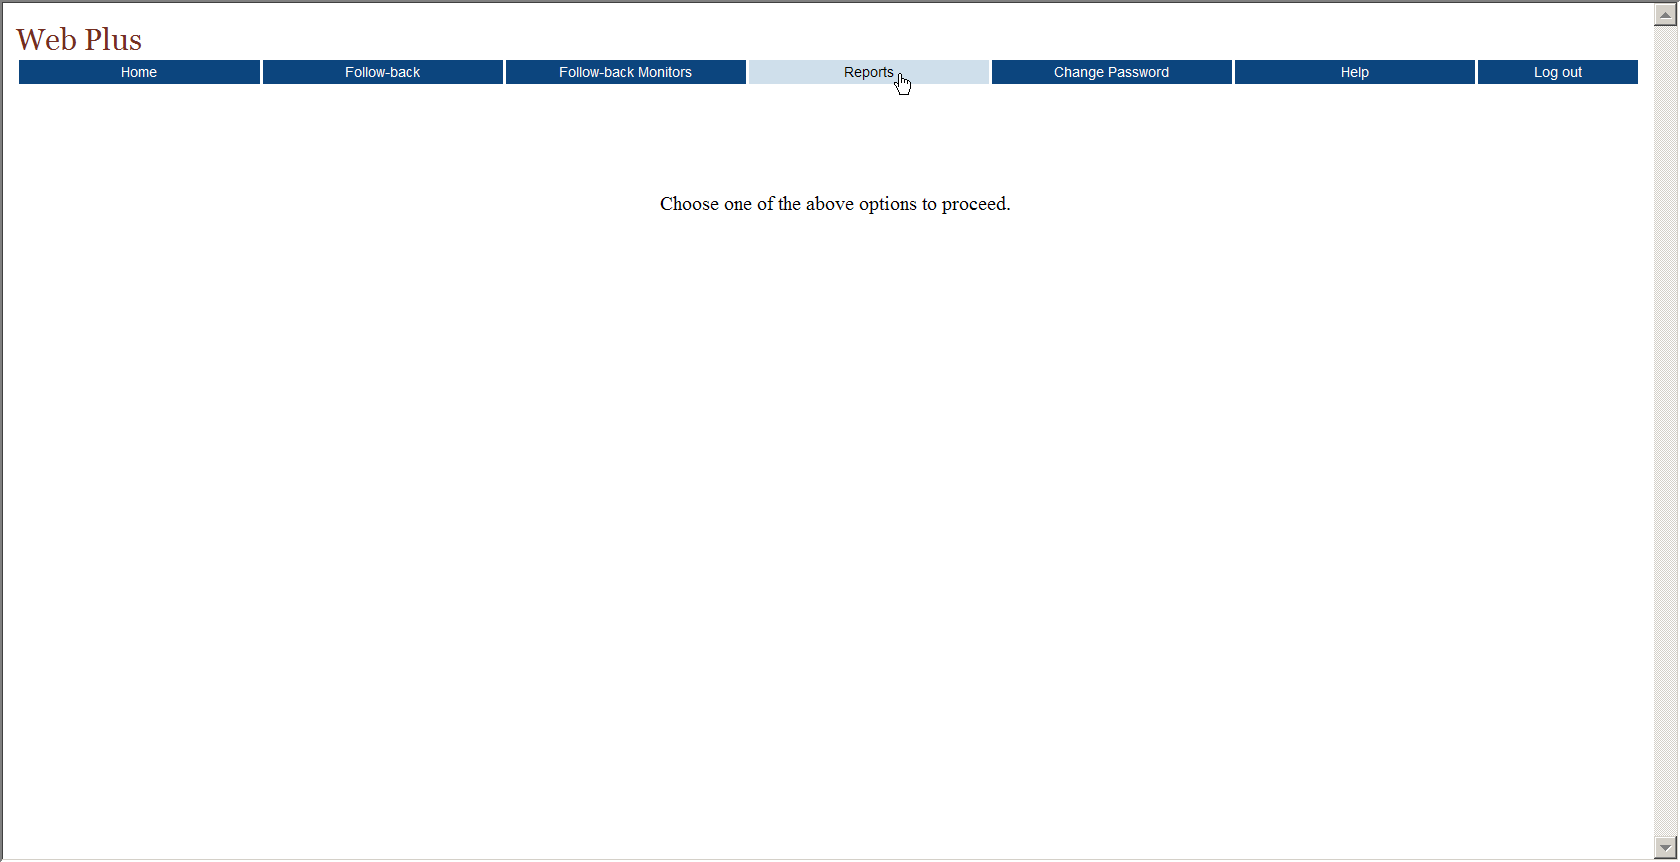 Web Plus
Home Follow-back Follow-back Monitors Reports Change Password Help Log out
Choose one of the above options to proceed.